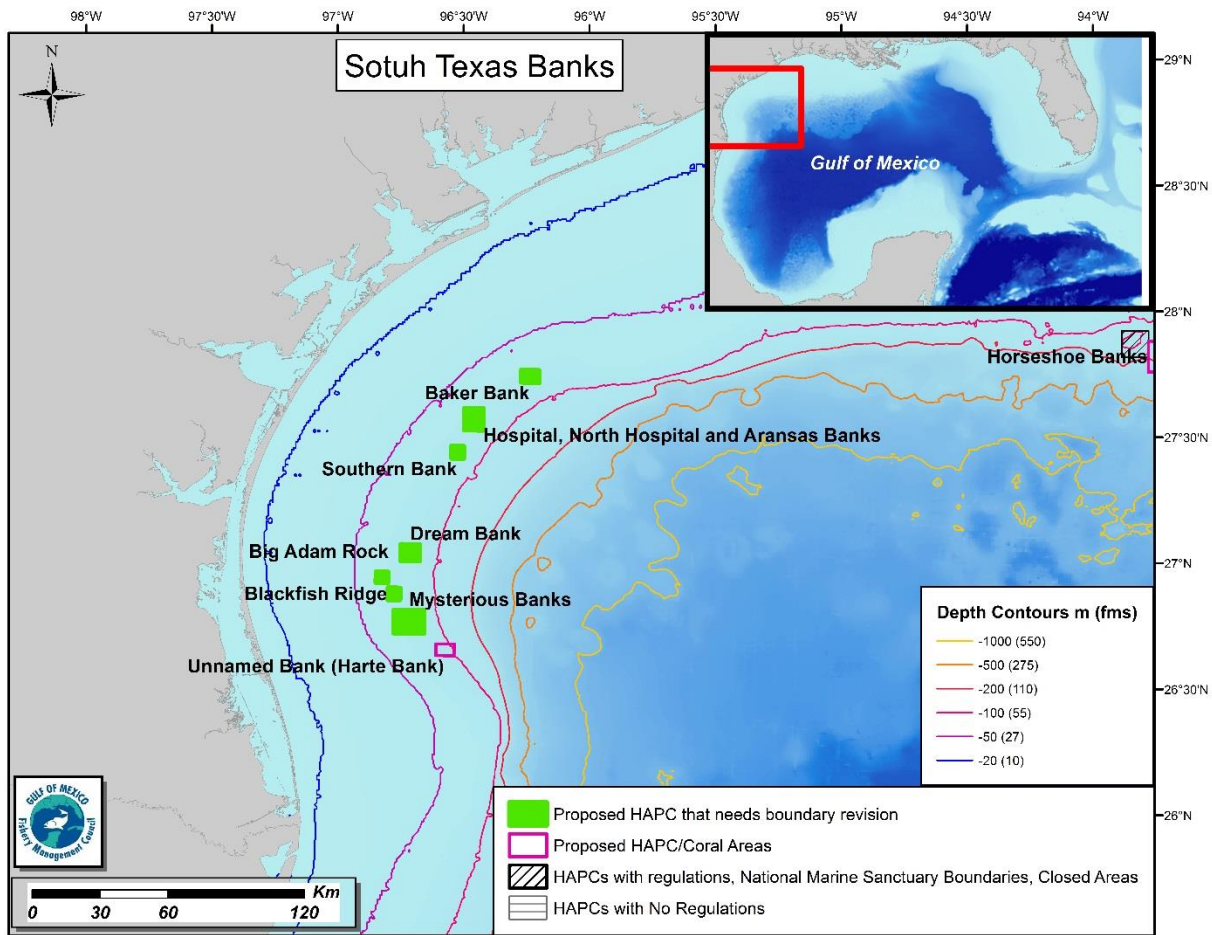 98°W 97°30'W 97°W 96°30'W 96°W 95°30'W 95°W 94°30'W 94°W
N
Sotuh Texas Banks
Gulf of Mexico
29°N
28°30'N
28°N
27°30'N
27°N
26°30'N
26°N
Horseshoe Banks
Baker Bank
Hospital, North Hospital and Aransas Banks
Southern Bank
Dream Bank
Big Adam Rock
Blackfish Ridge
Mysterious Banks
Unnamed Bank (Harte Bank)
Depth Contours m (fms)
-1000 (550)
-500 (275)
-200 (110)
-100 (55)
-50 (27)
-20 (10)
GULF OF MEXICO
Fishery Management Council
Km
0 30 60 120
Proposed HAPC that needs boundary revision
Proposed HAPC/Coral Areas
HAPCs with regulations, National Marine Sanctuary Boundaries, Closed Areas
HAPCs with No Regulations